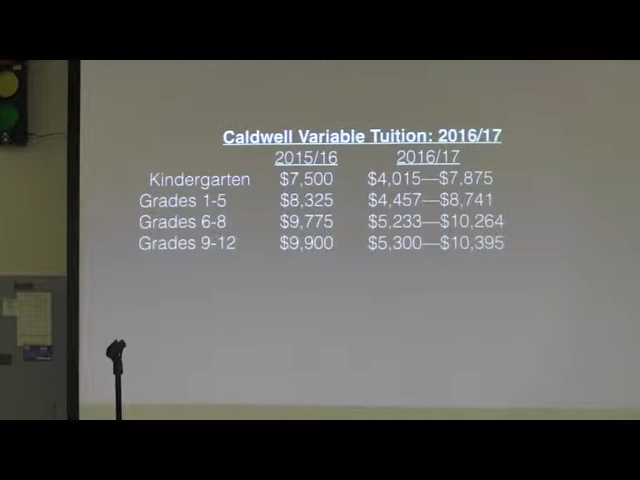 Caldwell Variable Tuition: 2016/17
2015/16 2016/17
Kindergarten $7,500 $4,015—$7,875
Grades 1-5 $8,325 $4,457—$8,741
Grades 6-8 $9,775 $5,233—$10,264
Grades 9-12 $9,900 $5,300—$10,395